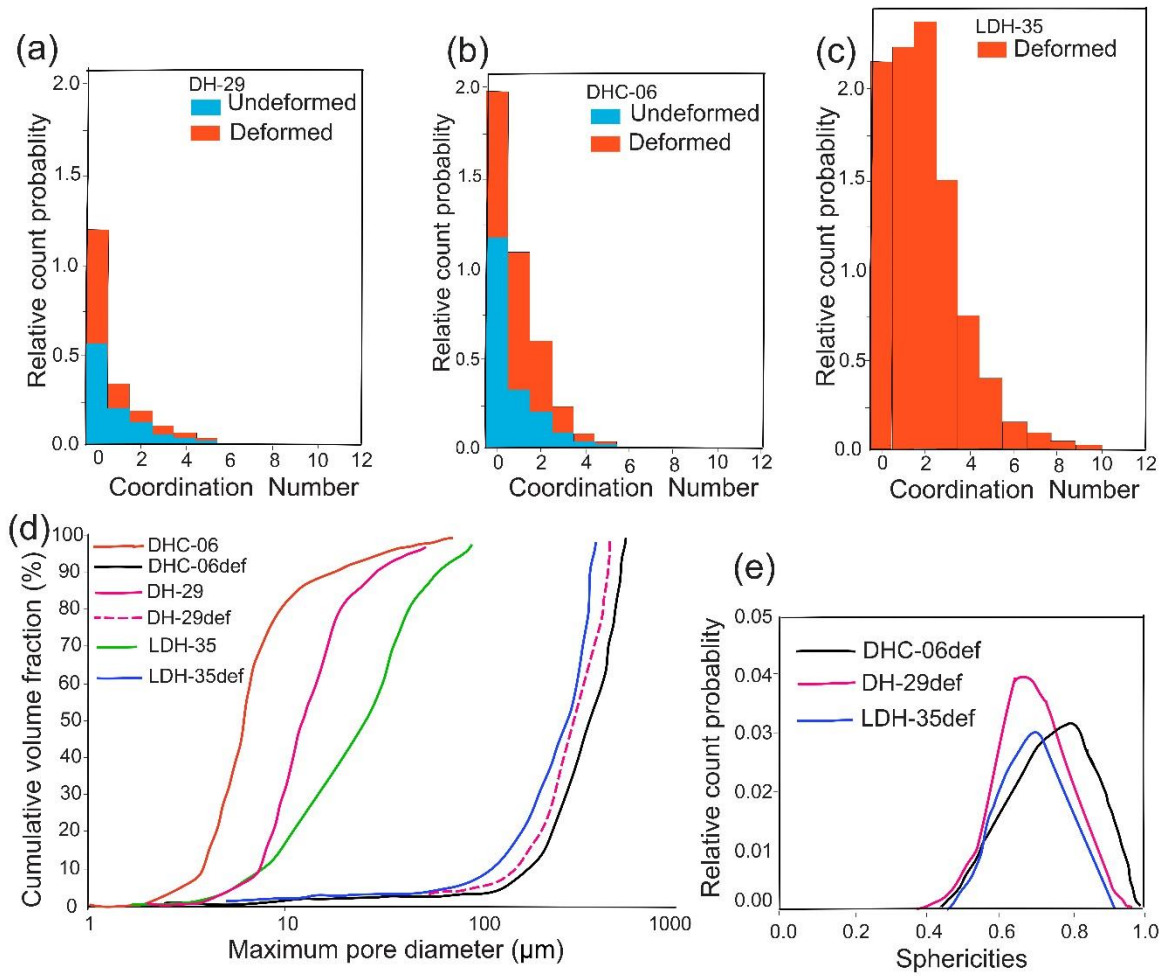 (a)
DH-29
Undeformed
Deformed
2.0
1.5
1.0
0.5
0.0
Relative count probablity
0 2 4 6 8 10 12
Coordination Number
(b)
DHC-06
Undeformed
Deformed
2.0
1.5
1.0
0.5
0.0
Relative count probablity
0 2 4 6 8 10 12
Coordination Number
(c)
LDH-35
Deformed
2.0
1.5
1.0
0.5
0.0
Relative count probablity
0 2 4 6 8 10 12
Coordination Number
(d)
DHC-06
DHC-06def
DH-29
DH-29def
LDH-35
LDH-35def
100
90
80
70
60
50
40
30
20
10
0
Cumulative volume fraction (%)
1 10 100 1000
Maximum pore diameter (µm)
(e)
DHC-06def
DH-29def
LDH-35def
0.05
0.04
0.03
0.02
0.01
0.00
Relative count probablity
0.0 0.2 0.4 0.6 0.8 1.0
Sphericities